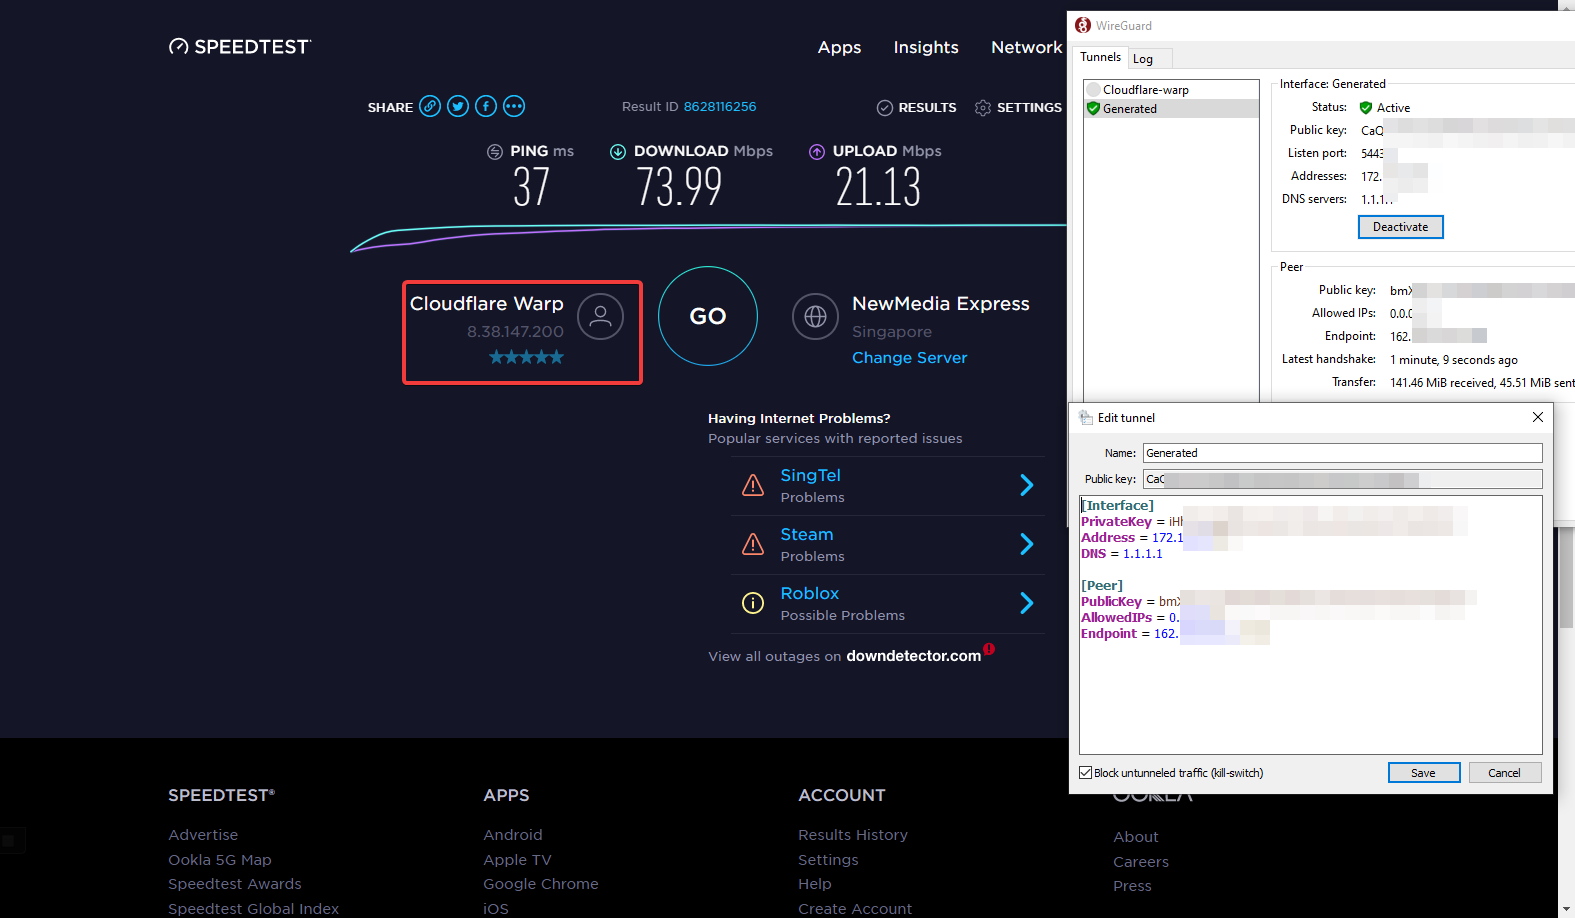 SPEEDTEST
Apps Insights Network
SHARE
Result ID 8628116256
RESULTS SETTINGS
PING ms DOWNLOAD Mbps UPLOAD Mbps
37 73.99 21.13
Cloudflare Warp
8.38.147.200
GO
NewMedia Express
Singapore
Change Server
Having Internet Problems?
Popular services with reported issues
SingTel
Problems
Steam
Problems
Roblox
Possible Problems
View all outages on downdetector.com
SPEEDTEST®
Advertise
Ookla 5G Map
Speedtest Awards
Speedtest Global Index
APPS
Android
Apple TV
Google Chrome
iOS
ACCOUNT
Results History
Settings
Help
Create Account
OOKLA
About
Careers
Press
WireGuard
Tunnels Log
Cloudflare-warp
Generated
Interface: Generated
Status: Active
Public key: CaQ
Listen port: 5443
Addresses: 172.
DNS servers: 1.1.1.
Deactivate
Peer
Public key: bmX
Allowed IPs: 0.0.0
Endpoint: 162.
Latest handshake: 1 minute, 9 seconds ago
Transfer: 141.46 MiB received, 45.51 MiB sent
Edit tunnel
Name: Generated
Public key: CaQ
[Interface]
PrivateKey = iHh
Address = 172.1
DNS = 1.1.1.1
[Peer]
PublicKey = bmX
AllowedIPs = 0.
Endpoint = 162.
Block untunneled traffic (kill-switch)
Save Cancel